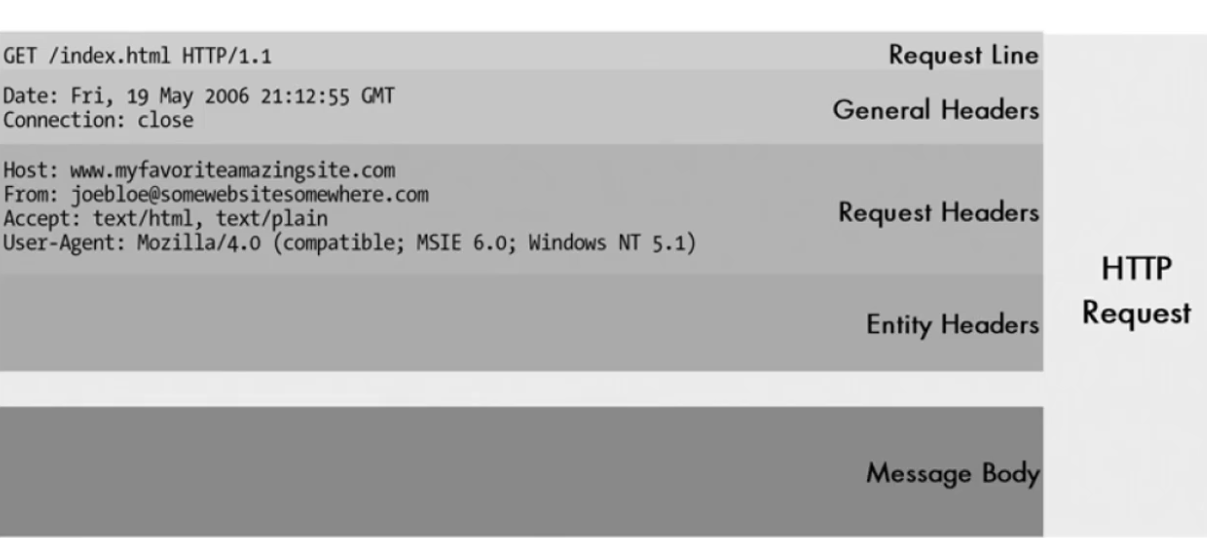 GET /index.html HTTP/1.1 Request Line
Date: Fri, 19 May 2006 21:12:55 GMT
Connection: close
General Headers
Host: www.myfavoriteamazingsite.com
From: joebloe@somewebsitesomewhere.com
Accept: text/html, text/plain
User-Agent: Mozilla/4.0 (compatible; MSIE 6.0; Windows NT 5.1)
Request Headers
Entity Headers
Message Body
HTTP
Request